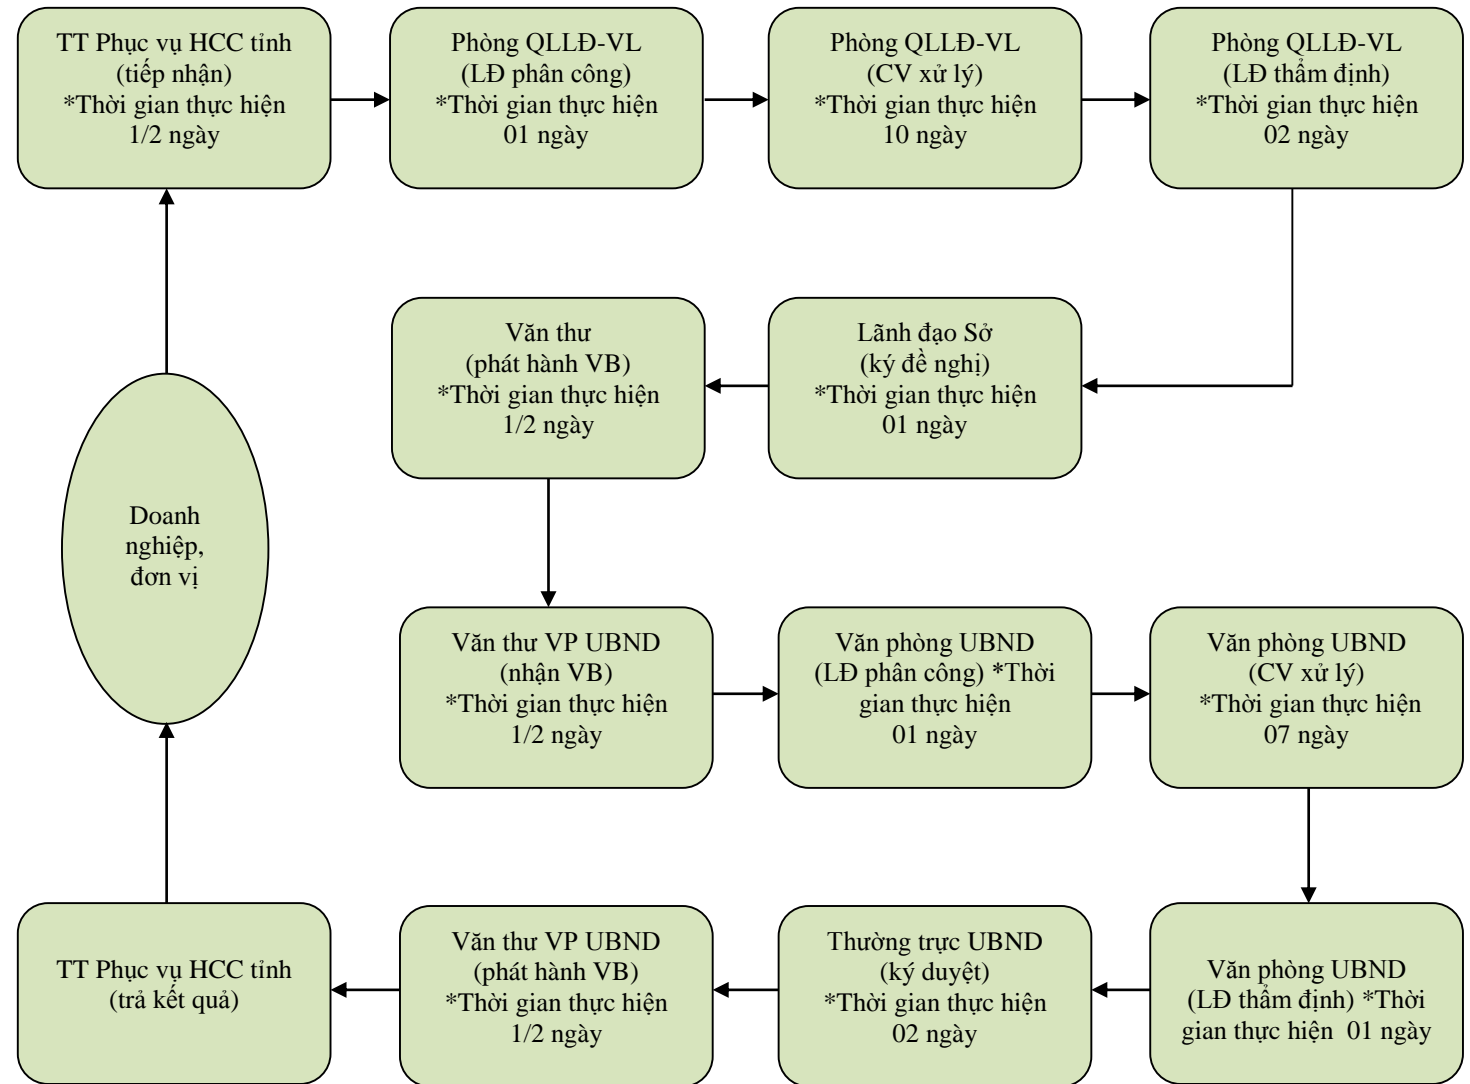 TT Phục vụ HCC tỉnh
(tiếp nhận)
*Thời gian thực hiện
1/2 ngày
Phòng QLLĐ-VL
(LĐ phân công)
*Thời gian thực hiện
01 ngày
Phòng QLLĐ-VL
(CV xử lý)
*Thời gian thực hiện
10 ngày
Phòng QLLĐ-VL
(LĐ thẩm định)
*Thời gian thực hiện
02 ngày
Lãnh đạo Sở
(ký đề nghị)
*Thời gian thực hiện
01 ngày
Văn thư
(phát hành VB)
*Thời gian thực hiện
1/2 ngày
Doanh
nghiệp,
đơn vị
Văn thư VP UBND
(nhận VB)
*Thời gian thực hiện
1/2 ngày
Văn phòng UBND
(LĐ phân công) *Thời
gian thực hiện
01 ngày
Văn phòng UBND
(CV xử lý)
*Thời gian thực hiện
07 ngày
Văn phòng UBND
(LĐ thẩm định) *Thời
gian thực hiện 01 ngày
Thường trực UBND
(ký duyệt)
*Thời gian thực hiện
02 ngày
Văn thư VP UBND
(phát hành VB)
*Thời gian thực hiện
1/2 ngày
TT Phục vụ HCC tỉnh
(trả kết quả)